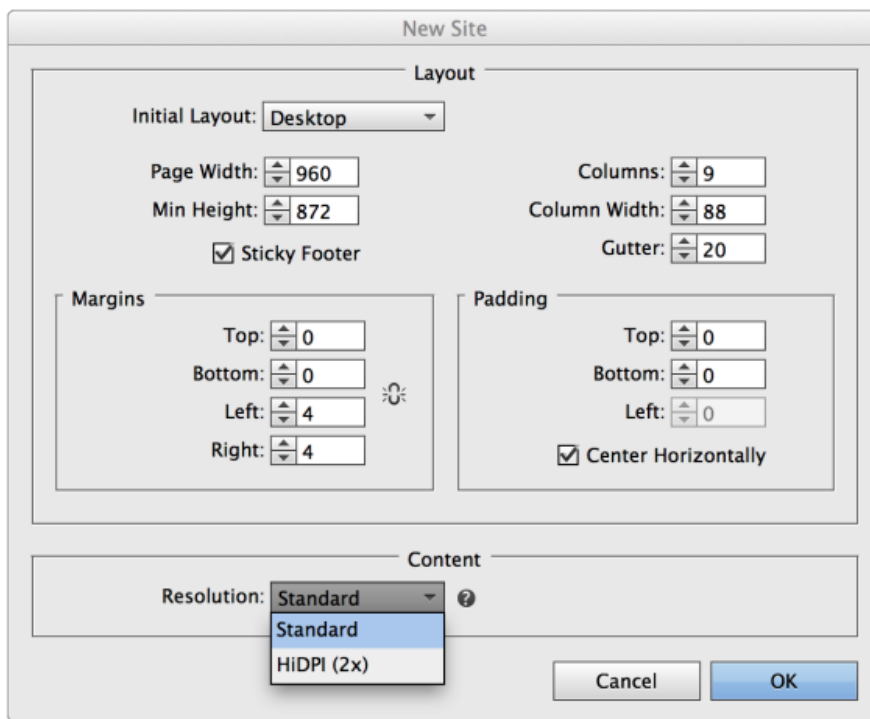 New Site
Layout
Initial Layout: Desktop
Page Width: 960
Columns: 9
Min Height: 872
Column Width: 88
Sticky Footer
Gutter: 20
Margins
Top: 0
Bottom: 0
Left: 4
Right: 4
Padding
Top: 0
Bottom: 0
Left: 0
Center Horizontally
Content
Resolution: Standard ?
Standard
HiDPI (2x)
Cancel
OK